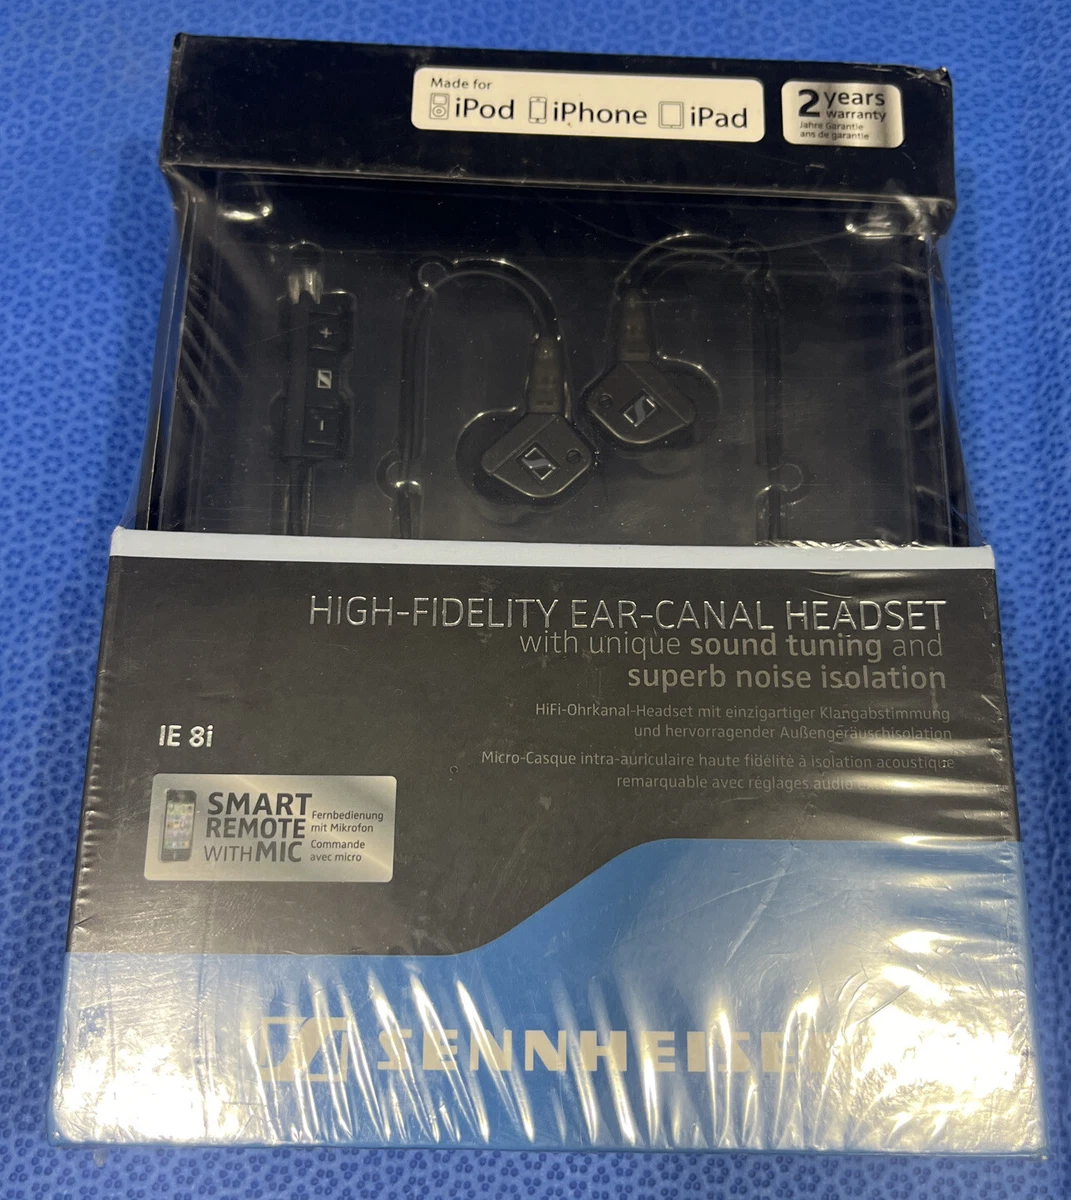 Made for
iPod iPhone iPad
2 years
warranty
Jahre Garantie
ans de garantie
+
-
HIGH-FIDELITY EAR-CANAL HEADSET
with unique sound tuning and
superb noise isolation
HiFi-Ohrkanal-Headset mit einzigartiger Klangabstimmung
und hervorragender Außengeräuschisolation
Micro-Casque intra-auriculaire haute fidélité à isolation acoustique
remarquable avec réglages audio
IE 8i
SMART
REMOTE
WITH MIC
Fernbedienung
mit Mikrofon
Commande
avec micro
SENNHEISER